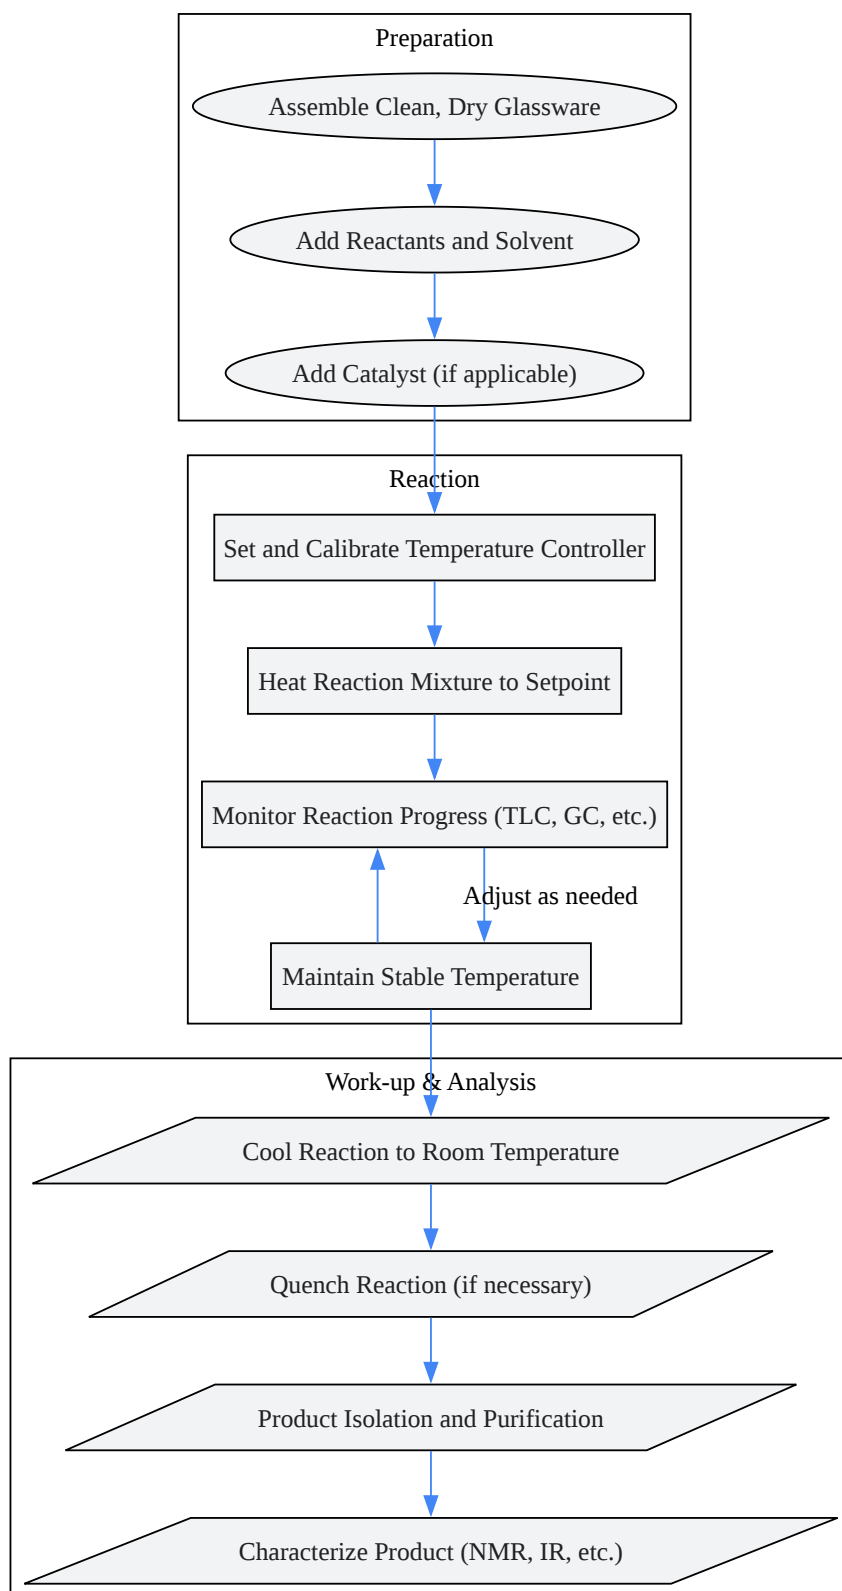 Preparation
Assemble Clean, Dry Glassware
Add Reactants and Solvent
Add Catalyst (if applicable)
Reaction
Set and Calibrate Temperature Controller
Heat Reaction Mixture to Setpoint
Monitor Reaction Progress (TLC, GC, etc.)
Adjust as needed
Maintain Stable Temperature
Work-up & Analysis
Cool Reaction to Room Temperature
Quench Reaction (if necessary)
Product Isolation and Purification
Characterize Product (NMR, IR, etc.)